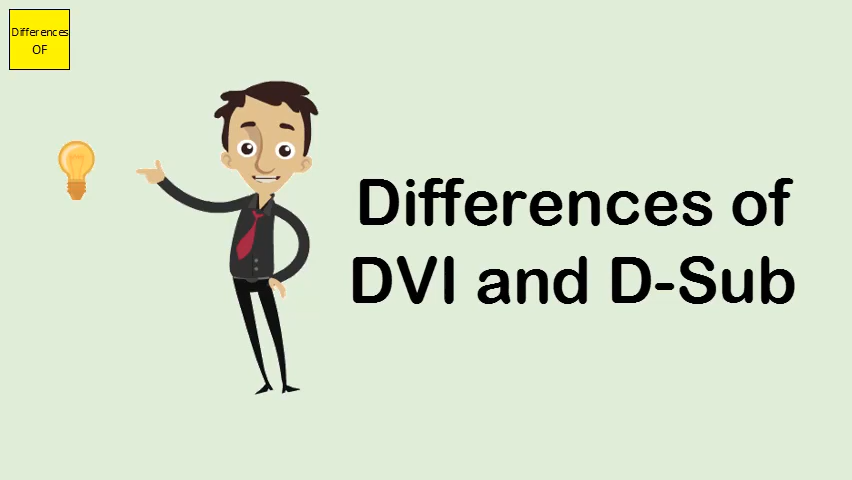 Differences
OF
Differences of
DVI and D-Sub